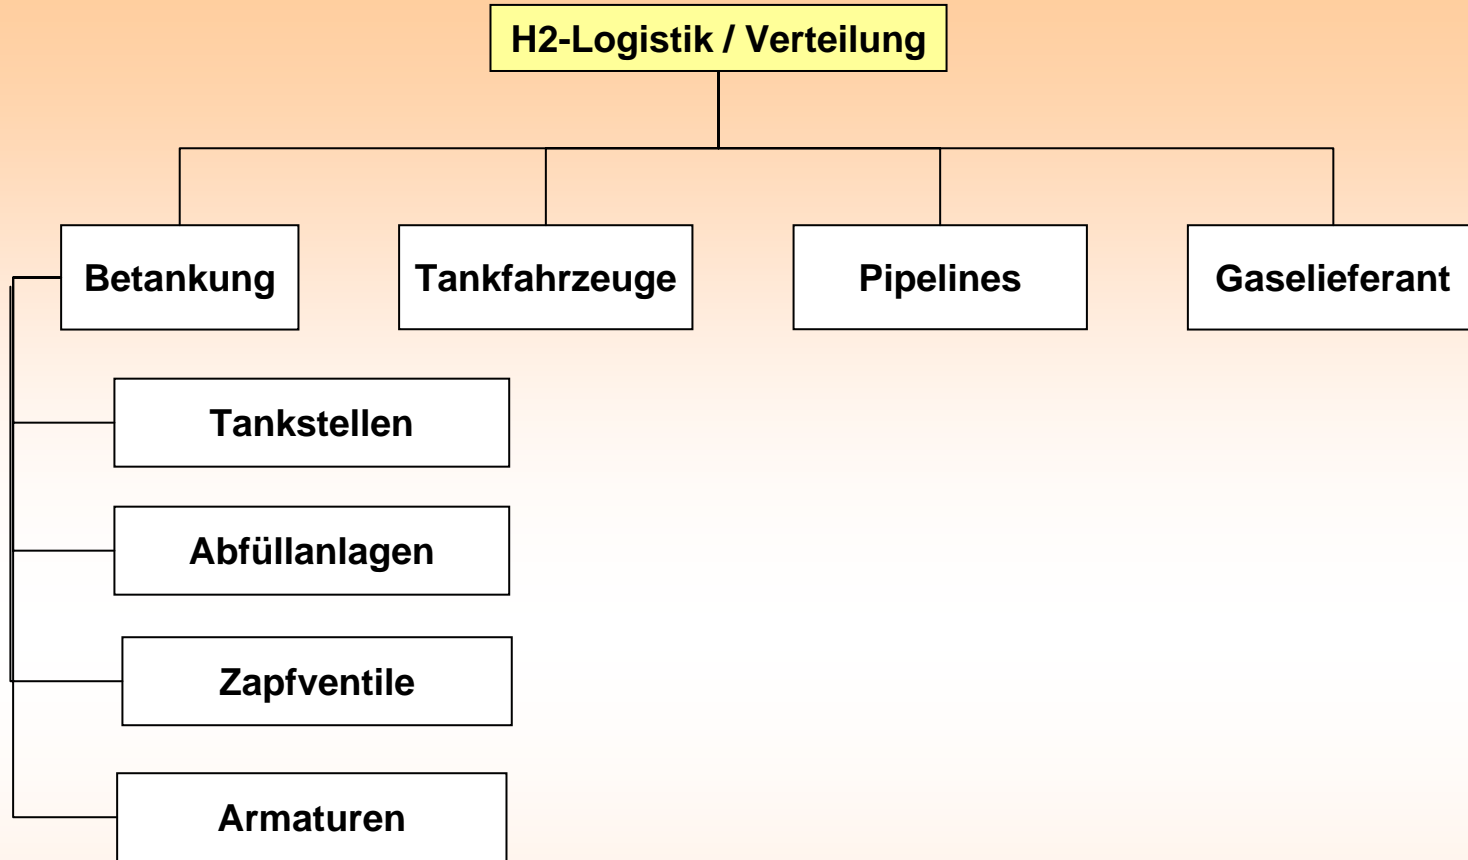 H2-Logistik / Verteilung
Betankung
Tankfahrzeuge
Pipelines
Gaselieferant
Tankstellen
Abfüllanlagen
Zapfventile
Armaturen